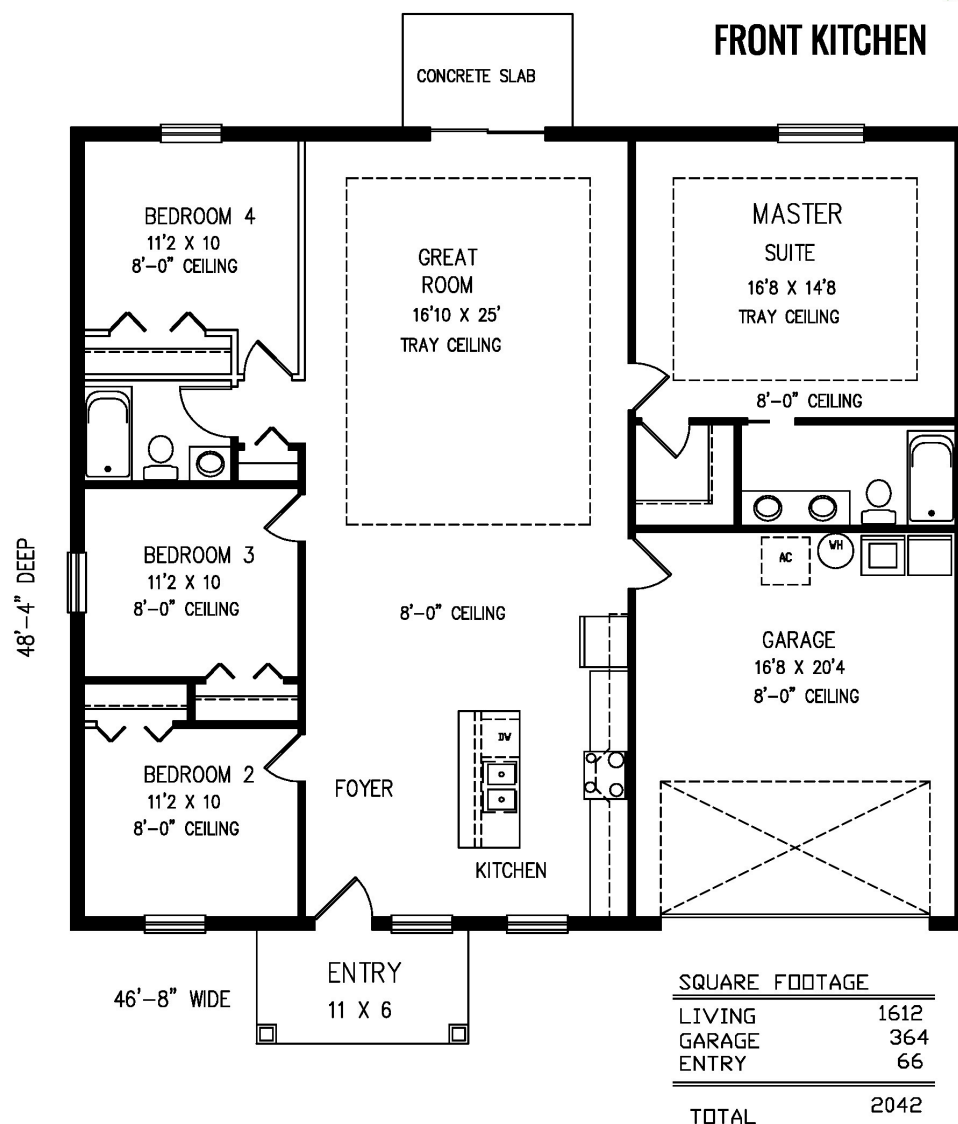 FRONT KITCHEN
CONCRETE SLAB
BEDROOM 4
11'2 X 10
8'-0" CEILING
GREAT
ROOM
16'10 X 25'
TRAY CEILING
MASTER
SUITE
16'8 X 14'8
TRAY CEILING
8'-0" CEILING
48'-4" DEEP
BEDROOM 3
11'2 X 10
8'-0" CEILING
8'-0" CEILING
AC
WH
GARAGE
16'8 X 20'4
8'-0" CEILING
BEDROOM 2
11'2 X 10
8'-0" CEILING
FOYER
DW
KITCHEN
46'-8" WIDE
ENTRY
11 X 6
SQUARE FOOTAGE
LIVING 1612
GARAGE 364
ENTRY 66
TOTAL 2042